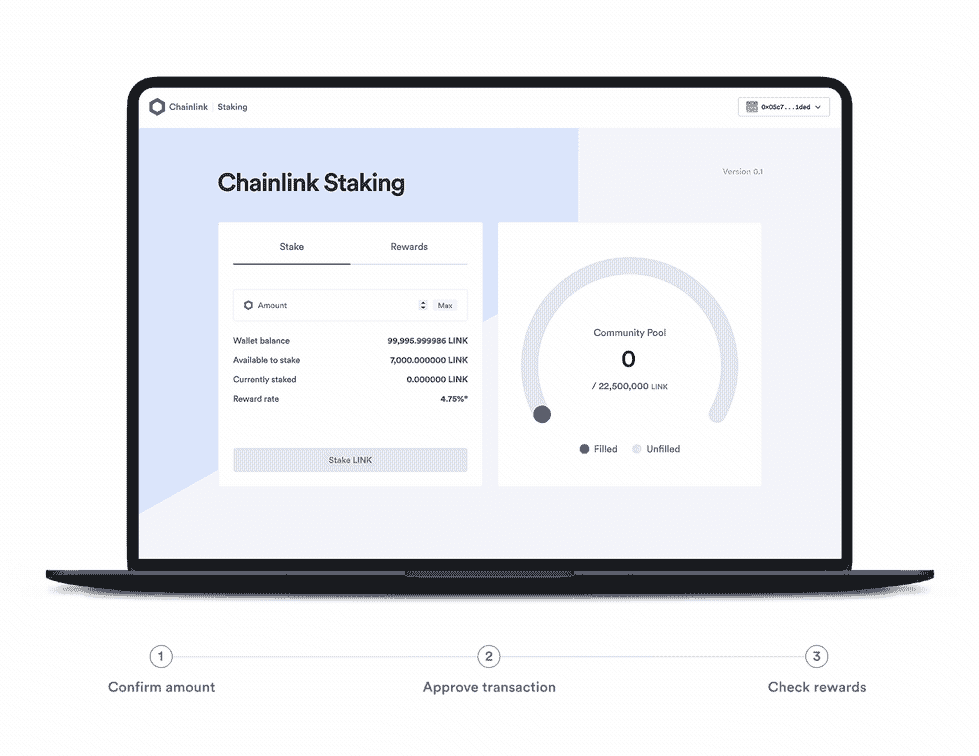 Chainlink Staking
0x05c7...1ded
Version 0.1
Chainlink Staking
Stake Rewards
Amount Max
Wallet balance 99,995.999986 LINK
Available to stake 7,000.000000 LINK
Currently staked 0.000000 LINK
Reward rate 4.75%*
Stake LINK
Community Pool
0
/ 22,500,000 LINK
Filled Unfilled
1 2 3
Confirm amount Approve transaction Check rewards